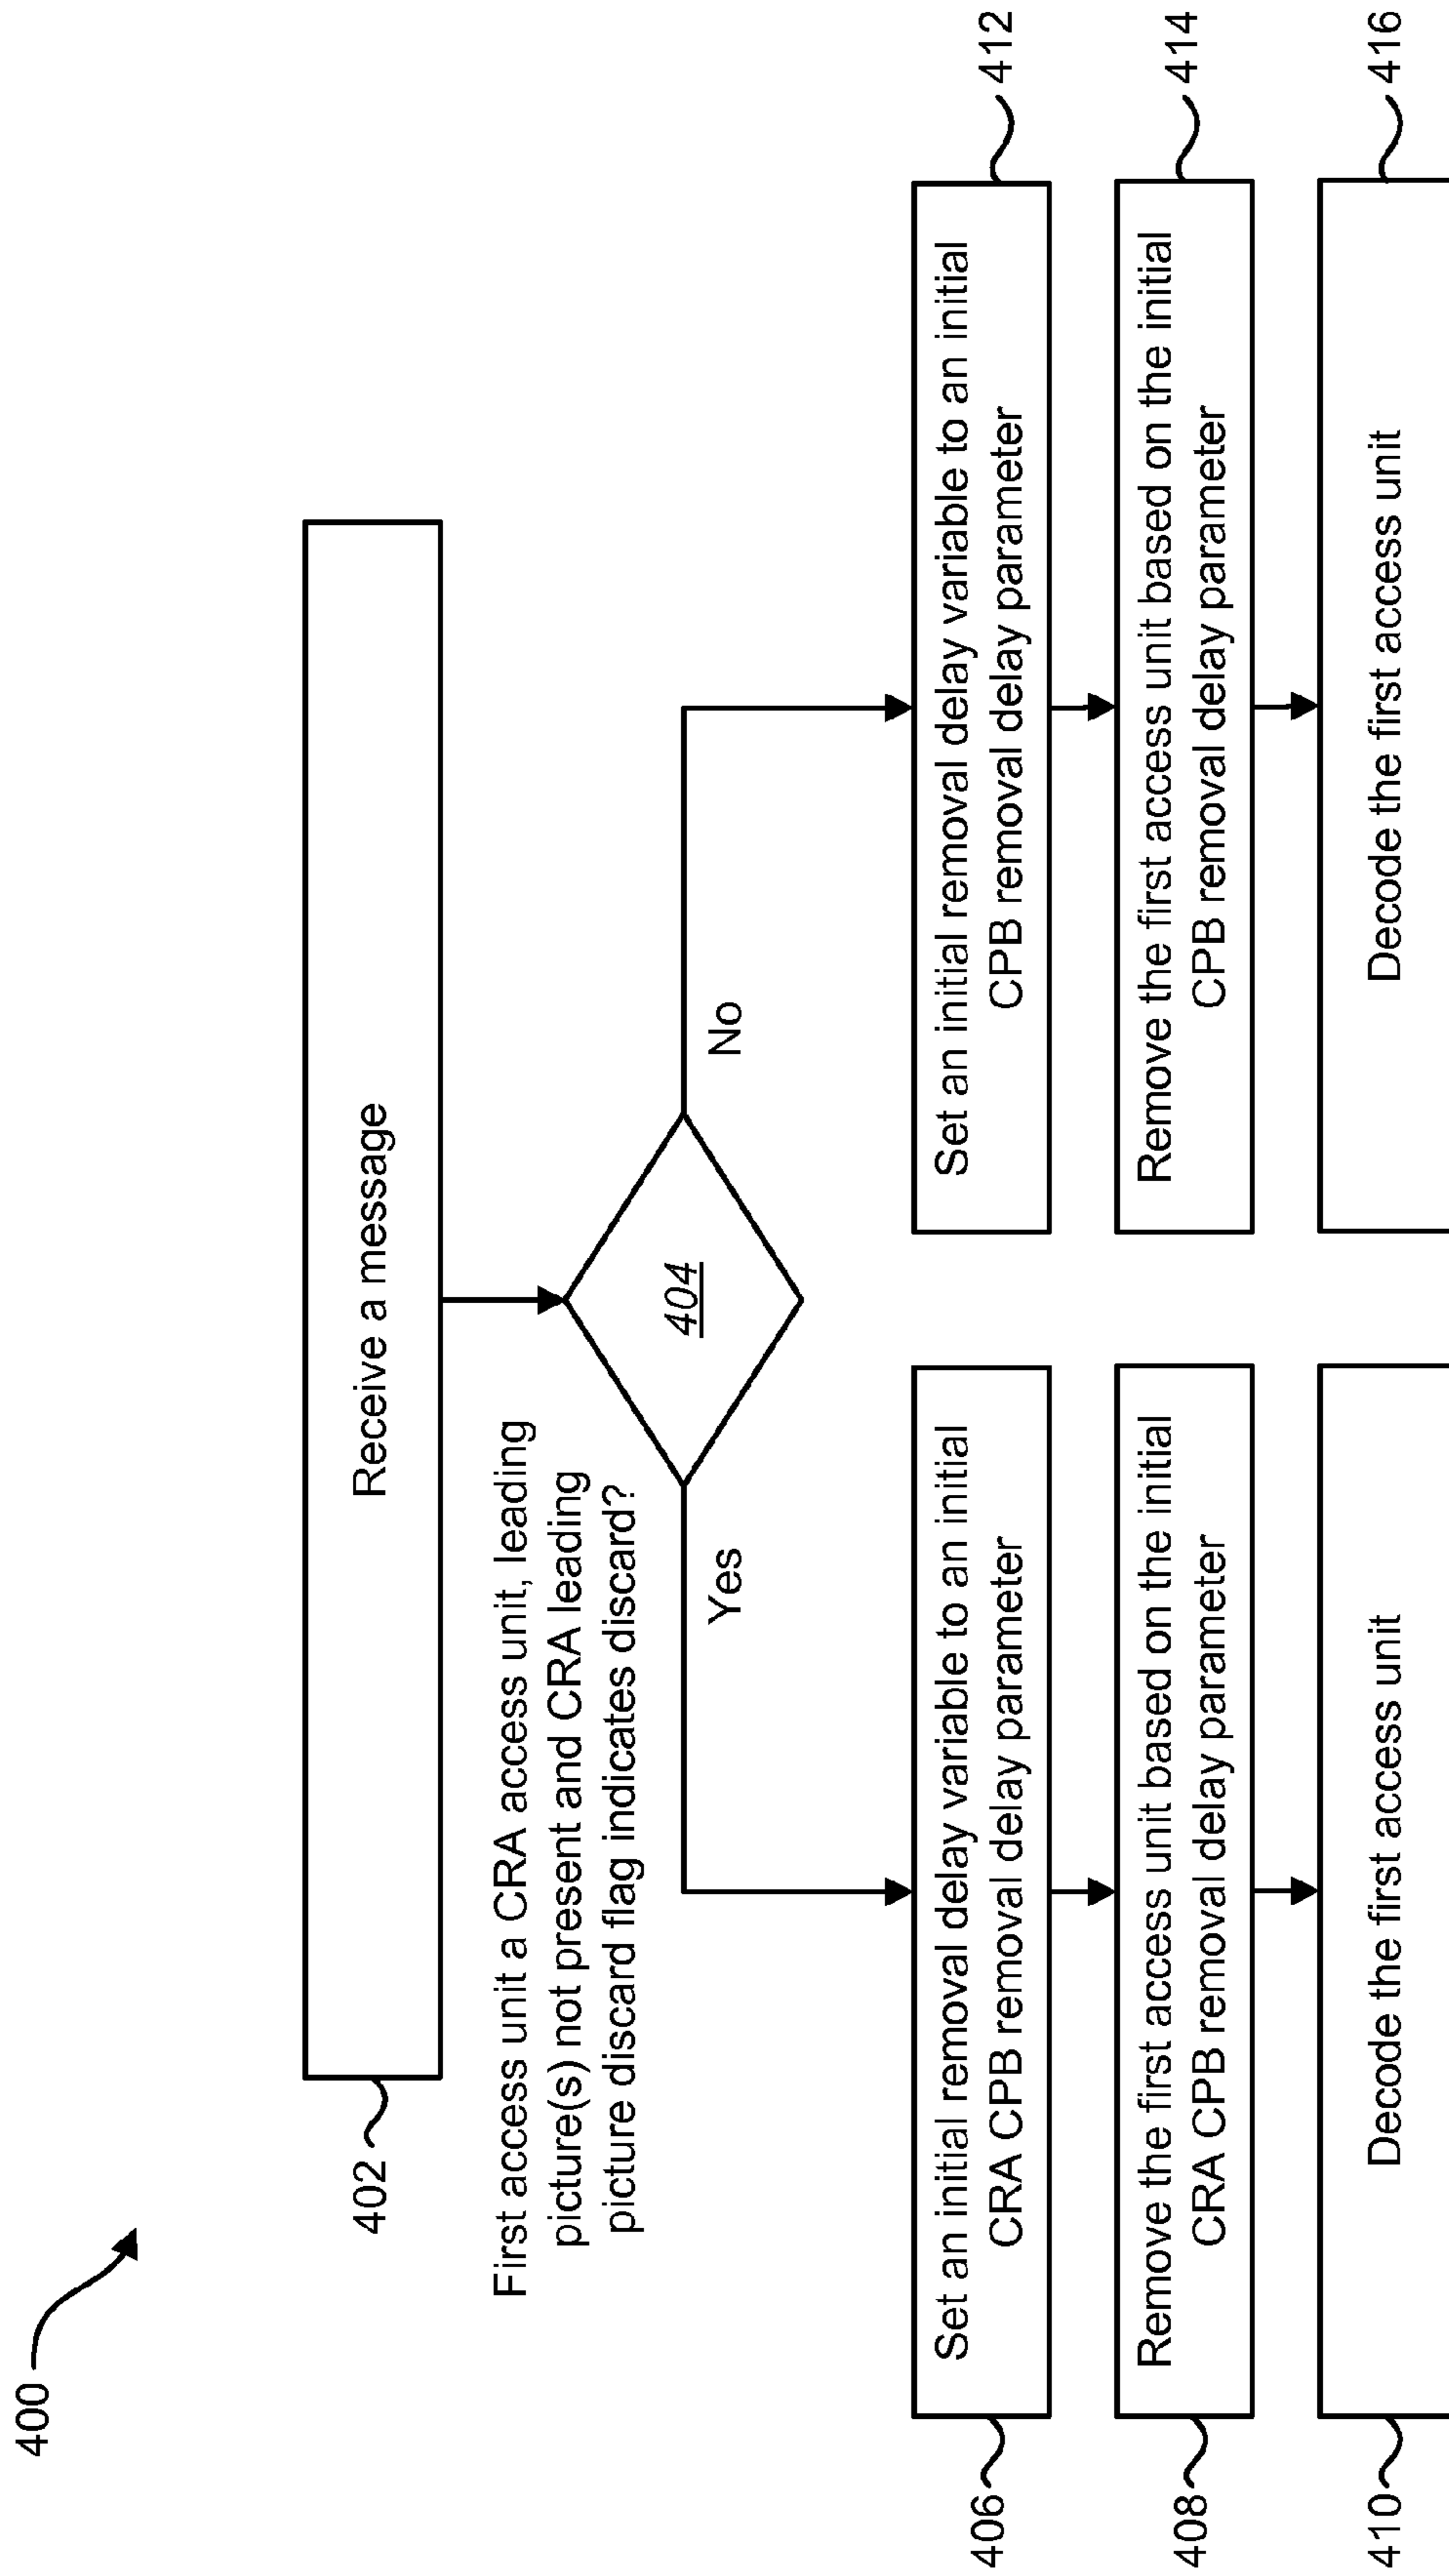 400
402
Receive a message
First access unit a CRA access unit, leading
picture(s) not present and CRA leading
picture discard flag indicates discard?
404
Yes
No
406
Set an initial removal delay variable to an initial
CRA CPB removal delay parameter
408
Remove the first access unit based on the initial
CRA CPB removal delay parameter
410
Decode the first access unit
Set an initial removal delay variable to an initial
CPB removal delay parameter
412
Remove the first access unit based on the initial
CPB removal delay parameter
414
Decode the first access unit
416